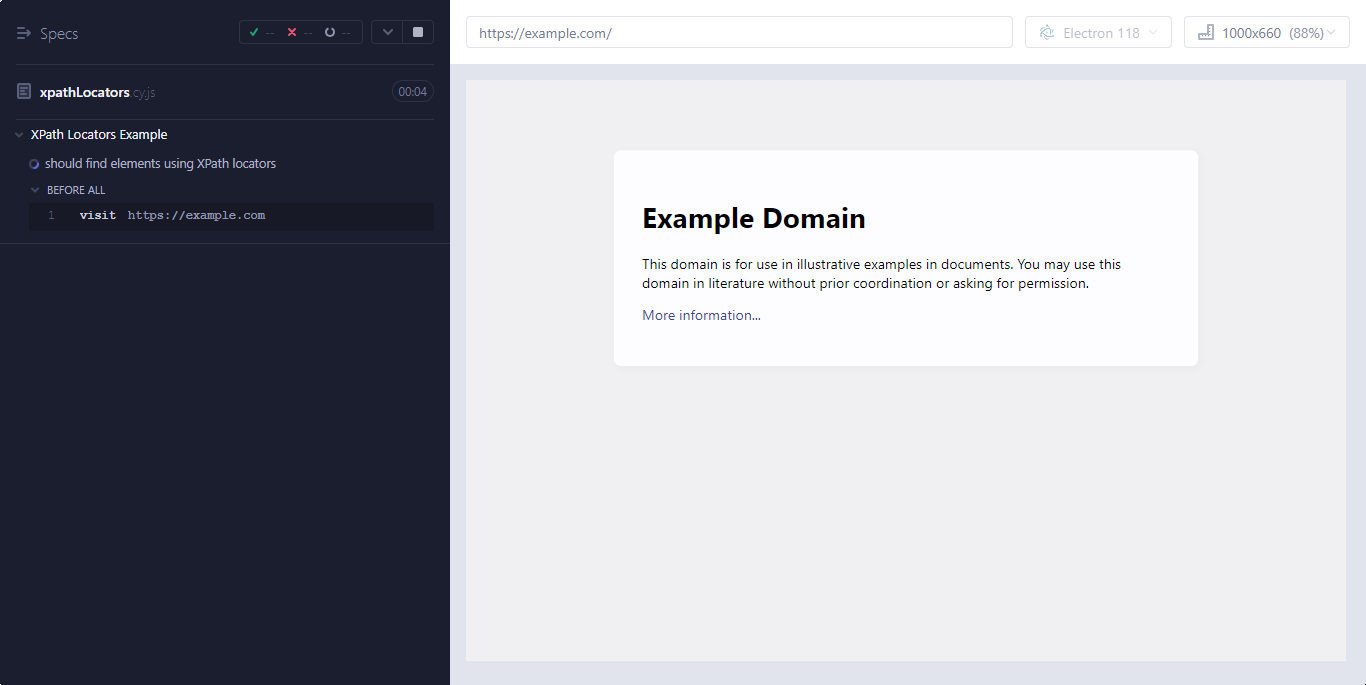 Specs
-- -- --
xpathLocators.cy.js
00:04
XPath Locators Example
should find elements using XPath locators
BEFORE ALL
1 visit https://example.com
https://example.com/
Electron 118
1000x660 (88%)
Example Domain
This domain is for use in illustrative examples in documents. You may use this
domain in literature without prior coordination or asking for permission.
More information...